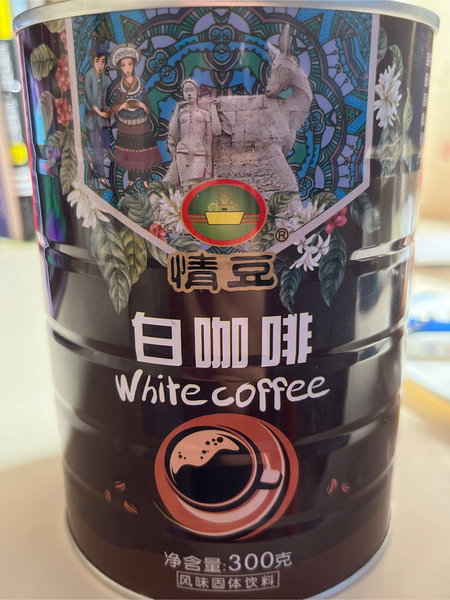 ®
情豆
白咖啡
White coffee
净含量:300克
风味固体饮料